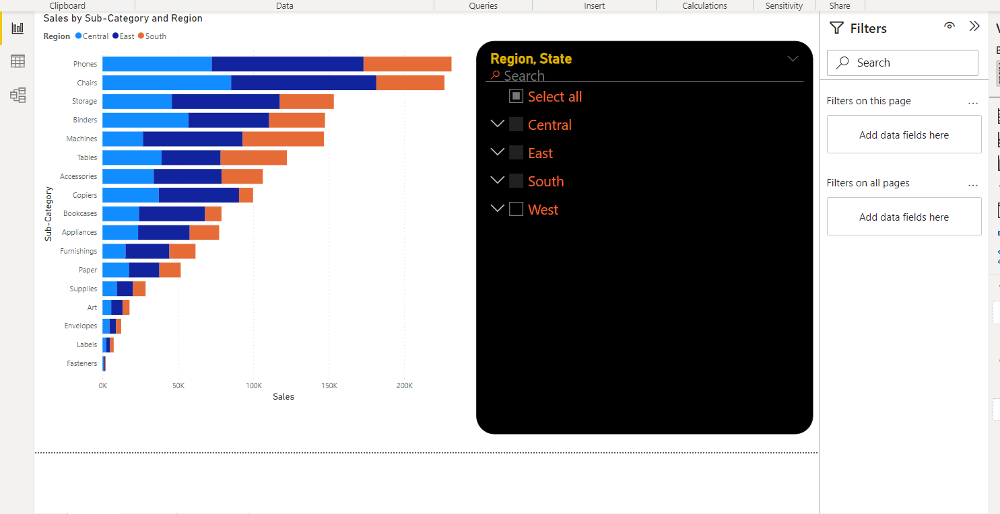 Clipboard Data Queries Insert Calculations Sensitivity Share
Sales by Sub-Category and Region
Region Central East South
Phones
Chairs
Storage
Binders
Machines
Tables
Accessories
Copiers
Bookcases
Appliances
Furnishings
Paper
Supplies
Art
Envelopes
Labels
Fasteners
Sub-Category
0K 50K 100K 150K 200K
Sales
Region, State
Search
Select all
Central
East
South
West
Filters
Search
Filters on this page ...
Add data fields here
Filters on all pages ...
Add data fields here